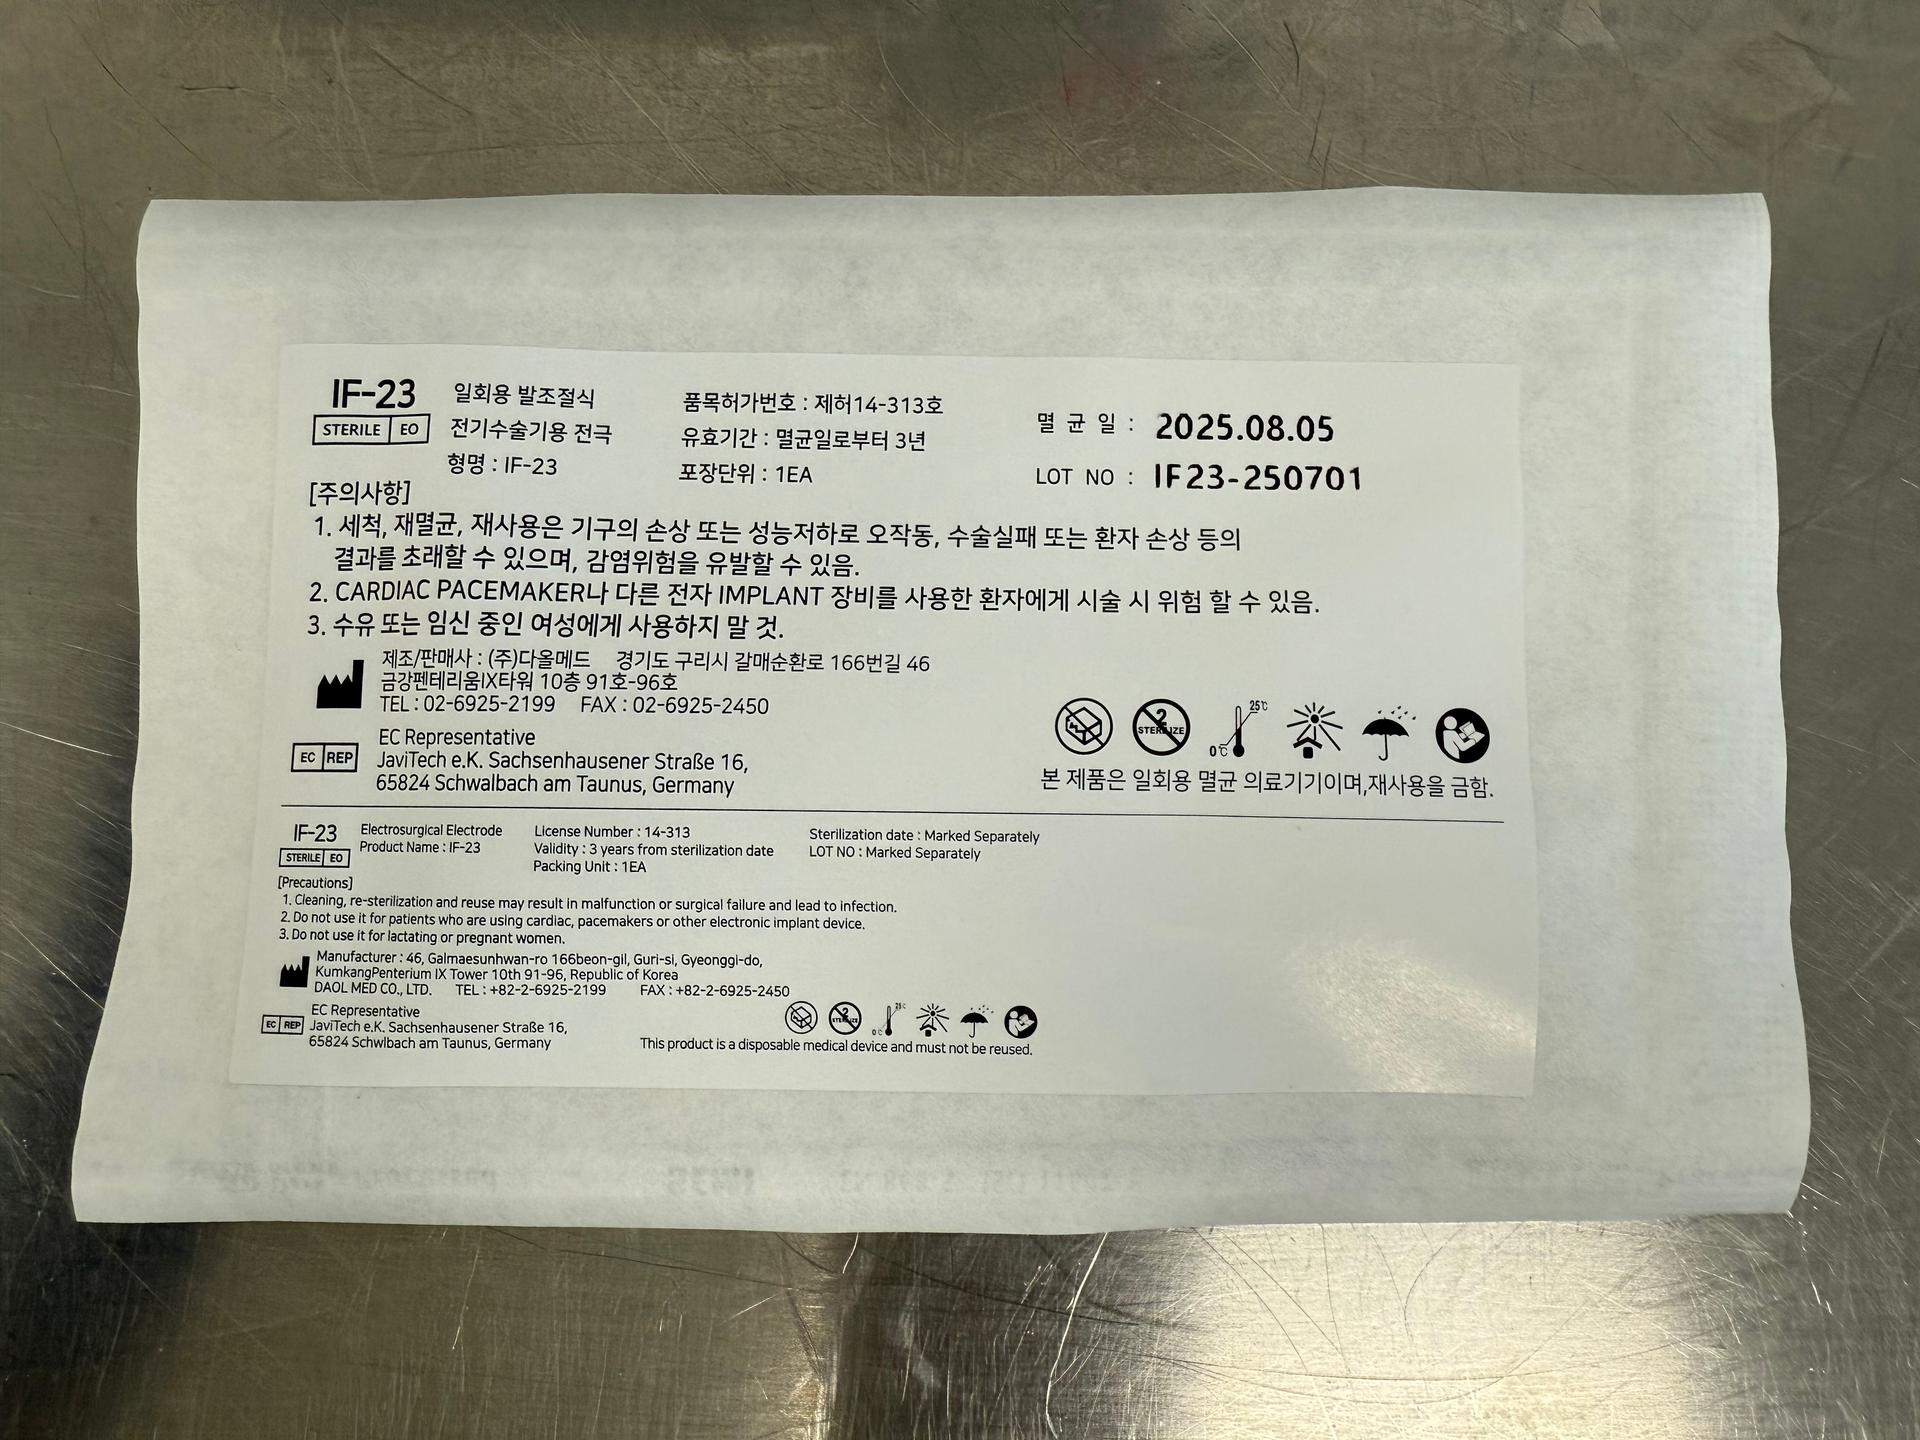 IF-23
STERILE EO
일회용 발조절식
전기수술기용 전극
형명 : IF-23
품목허가번호 : 제허14-313호
유효기간 : 멸균일로부터 3년
포장단위 : 1EA
멸 균 일 : 2025.08.05
LOT NO : IF23-250701
[주의사항]
1. 세척, 재멸균, 재사용은 기구의 손상 또는 성능저하로 오작동, 수술실패 또는 환자 손상 등의
결과를 초래할 수 있으며, 감염위험을 유발할 수 있음.
2. CARDIAC PACEMAKER나 다른 전자 IMPLANT 장비를 사용한 환자에게 시술 시 위험 할 수 있음.
3. 수유 또는 임신 중인 여성에게 사용하지 말 것.
제조/판매사 : (주)다올메드 경기도 구리시 갈매순환로 166번길 46
금강펜테리움IX타워 10층 91호-96호
TEL : 02-6925-2199 FAX : 02-6925-2450
EC REP
EC Representative
JaviTech e.K. Sachsenhausener Straße 16,
65824 Schwalbach am Taunus, Germany
2
STERILIZE
0℃ 25℃
본 제품은 일회용 멸균 의료기기이며,재사용을 금함.
IF-23
STERILE EO
Electrosurgical Electrode
Product Name : IF-23
License Number : 14-313
Validity : 3 years from sterilization date
Packing Unit : 1EA
Sterilization date : Marked Separately
LOT NO : Marked Separately
[Precautions]
1. Cleaning, re-sterilization and reuse may result in malfunction or surgical failure and lead to infection.
2. Do not use it for patients who are using cardiac, pacemakers or other electronic implant device.
3. Do not use it for lactating or pregnant women.
Manufacturer : 46, Galmaesunhwan-ro 166beon-gil, Guri-si, Gyeonggi-do,
KumkangPenterium IX Tower 10th 91-96, Republic of Korea
DAOL MED CO., LTD. TEL : +82-2-6925-2199 FAX : +82-2-6925-2450
EC REP
EC Representative
JaviTech e.K. Sachsenhausener Straße 16,
65824 Schwlbach am Taunus, Germany
2
STERILIZE
0℃ 25℃
This product is a disposable medical device and must not be reused.